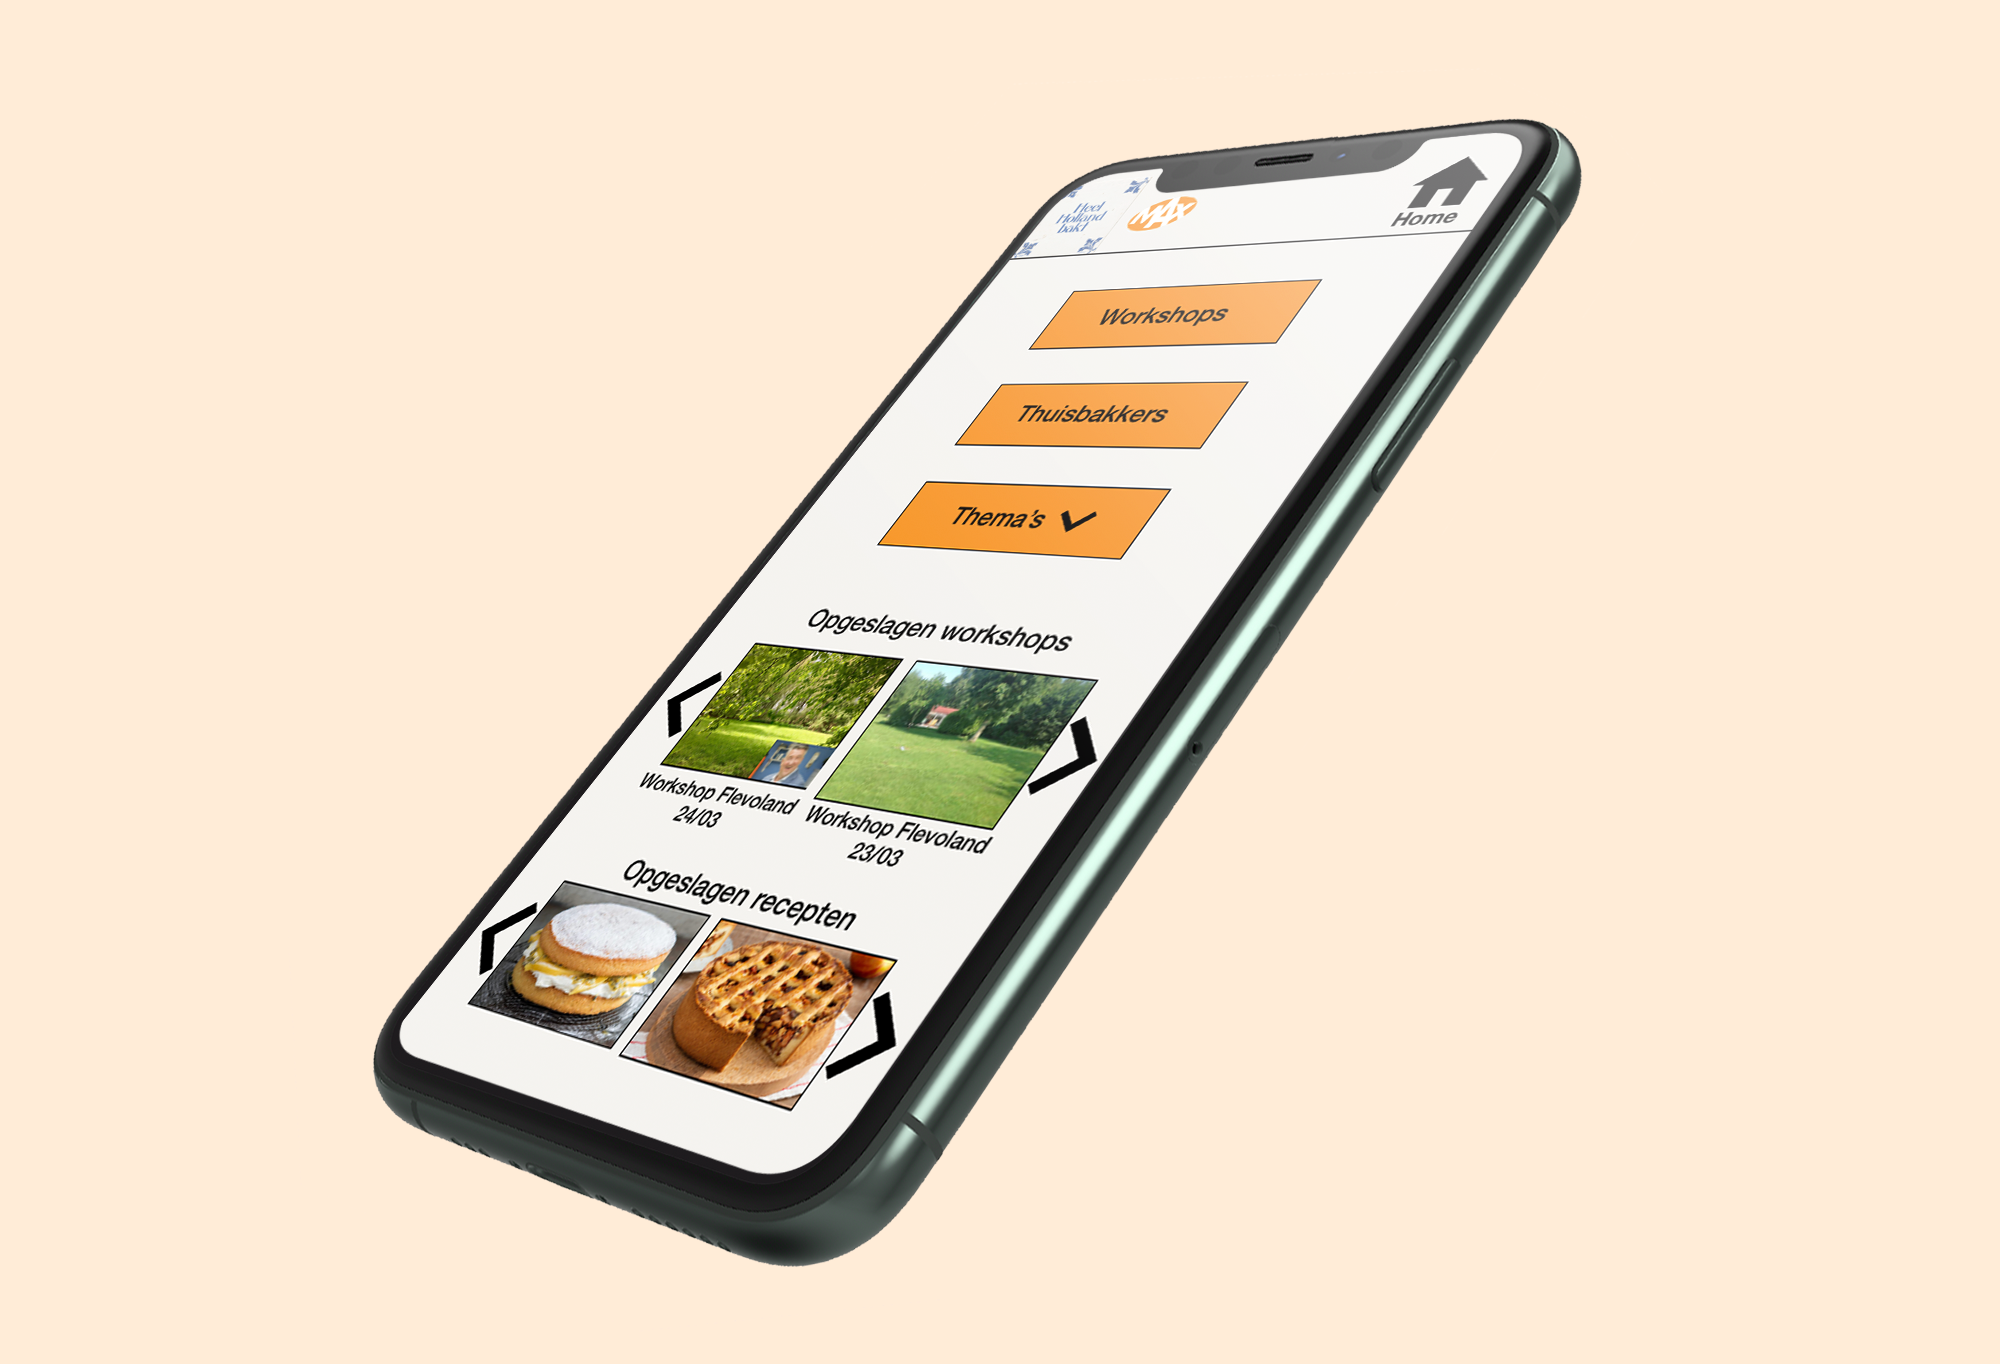 Heel
Holland
bakt
MAX
Home
Workshops
Thuisbakkers
Thema's
Opgeslagen workshops
Workshop Flevoland
24/03
Workshop Flevoland
23/03
Opgeslagen recepten